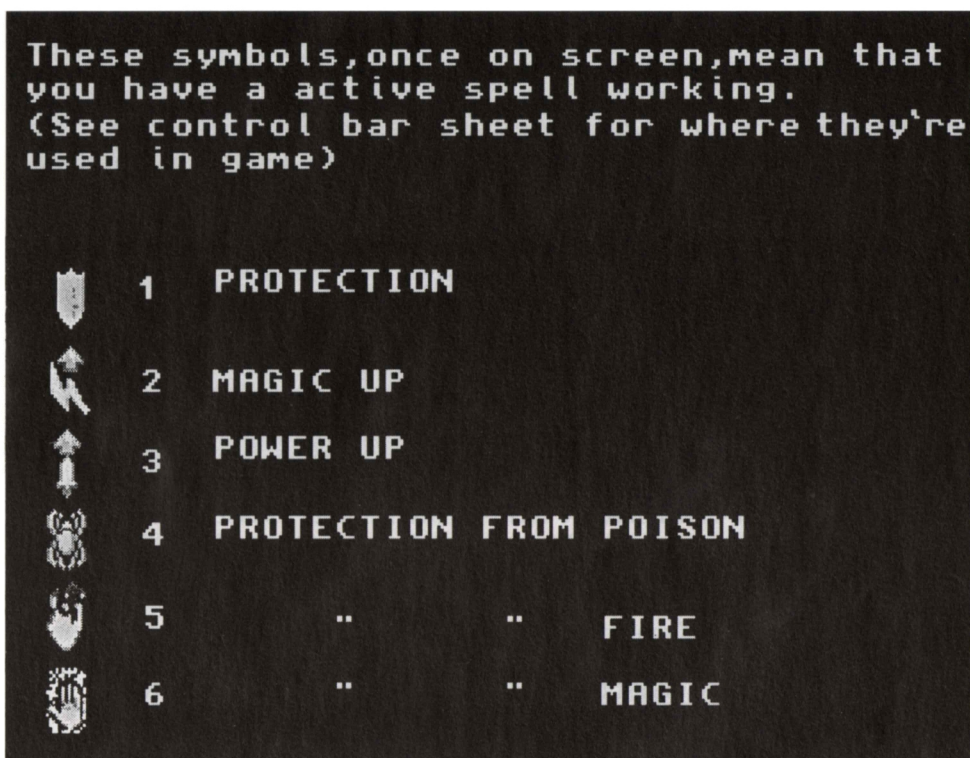 These symbols,once on screen,mean that
you have a active spell working.
(See control bar sheet for where they're
used in game)
1 PROTECTION
2 MAGIC UP
3 POWER UP
4 PROTECTION FROM POISON
5 " " FIRE
6 " " MAGIC